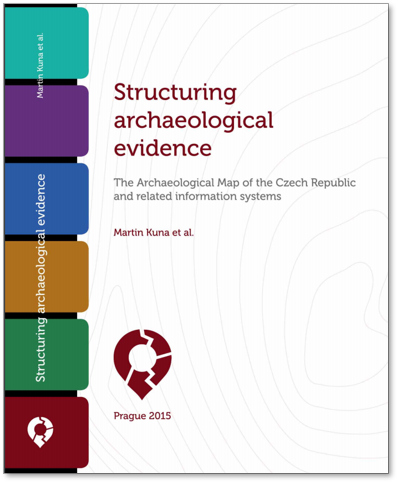 Martin Kuna et al.
Structuring archaeological evidence
Structuring
archaeological
evidence
The Archaeological Map of the Czech Republic
and related information systems
Martin Kuna et al.
Prague 2015